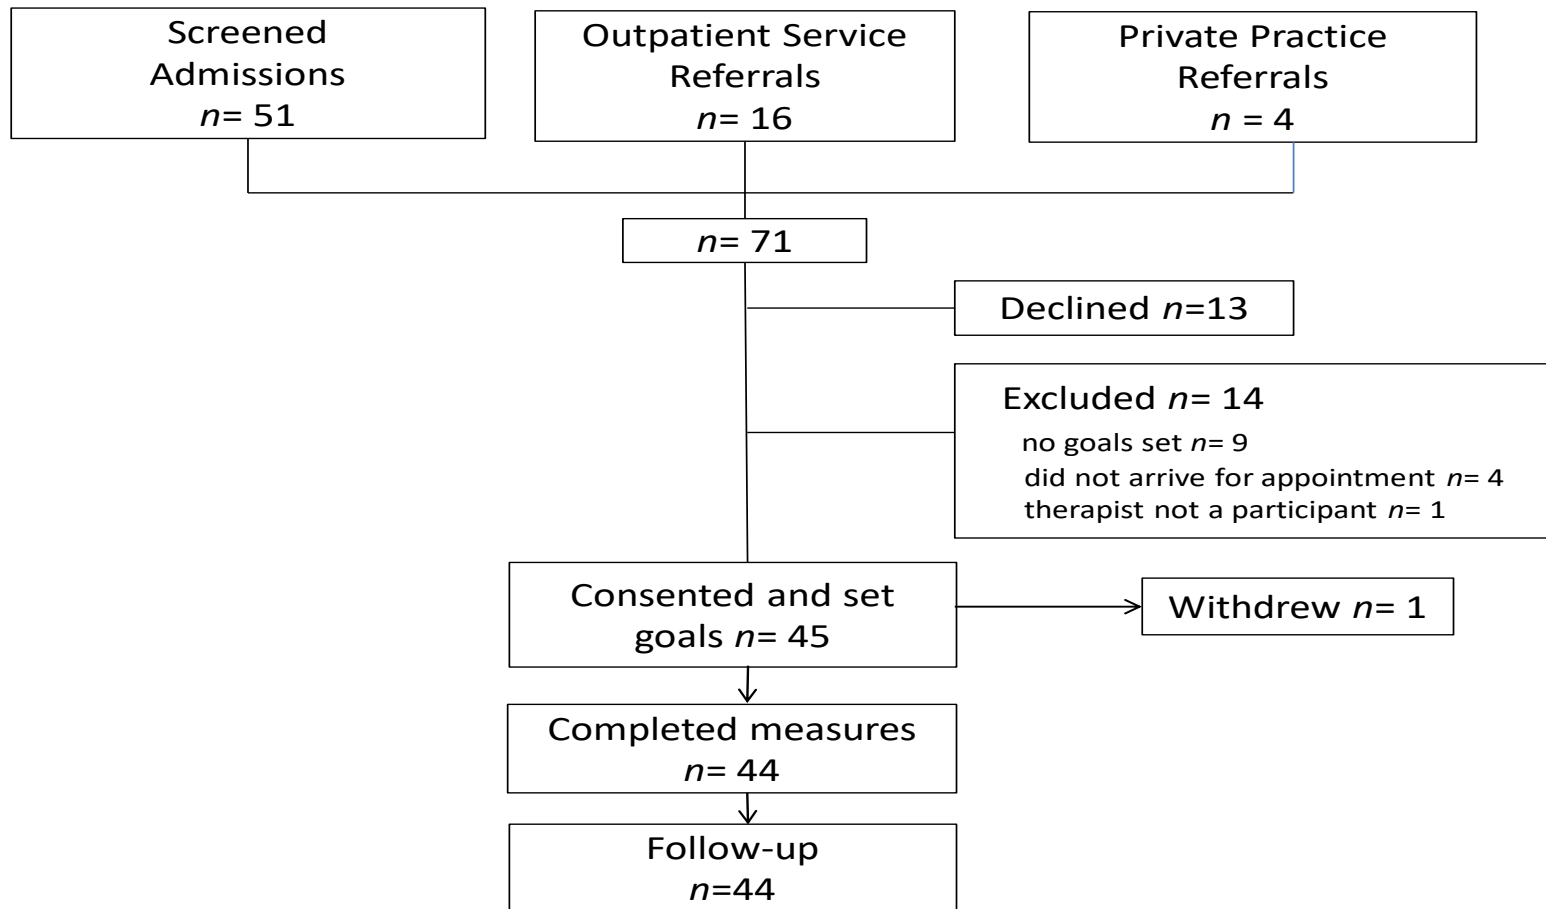 Screened
Admissions
n= 51
Outpatient Service
Referrals
n= 16
Private Practice
Referrals
n = 4
n= 71
Declined n=13
Excluded n= 14
no goals set n= 9
did not arrive for appointment n= 4
therapist not a participant n= 1
Consented and set
goals n= 45
Withdrew n= 1
Completed measures
n= 44
Follow-up
n=44